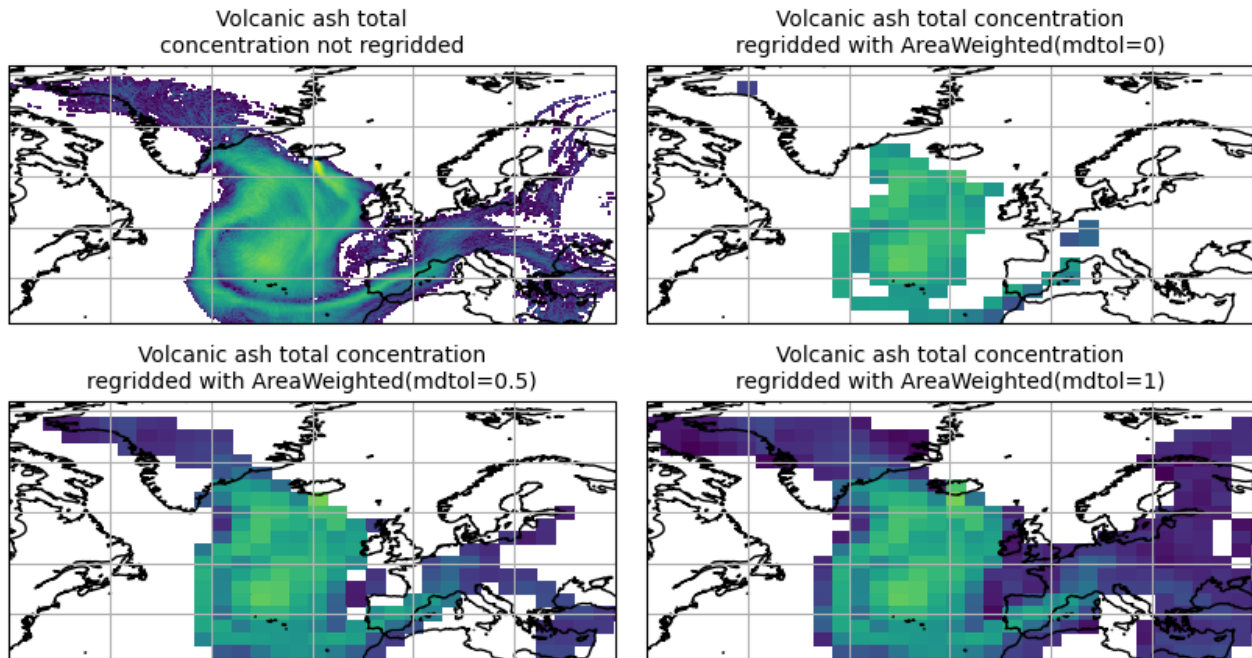 Volcanic ash total
concentration not regridded
Volcanic ash total concentration
regridded with AreaWeighted(mdtol=0)
Volcanic ash total concentration
regridded with AreaWeighted(mdtol=0.5)
Volcanic ash total concentration
regridded with AreaWeighted(mdtol=1)